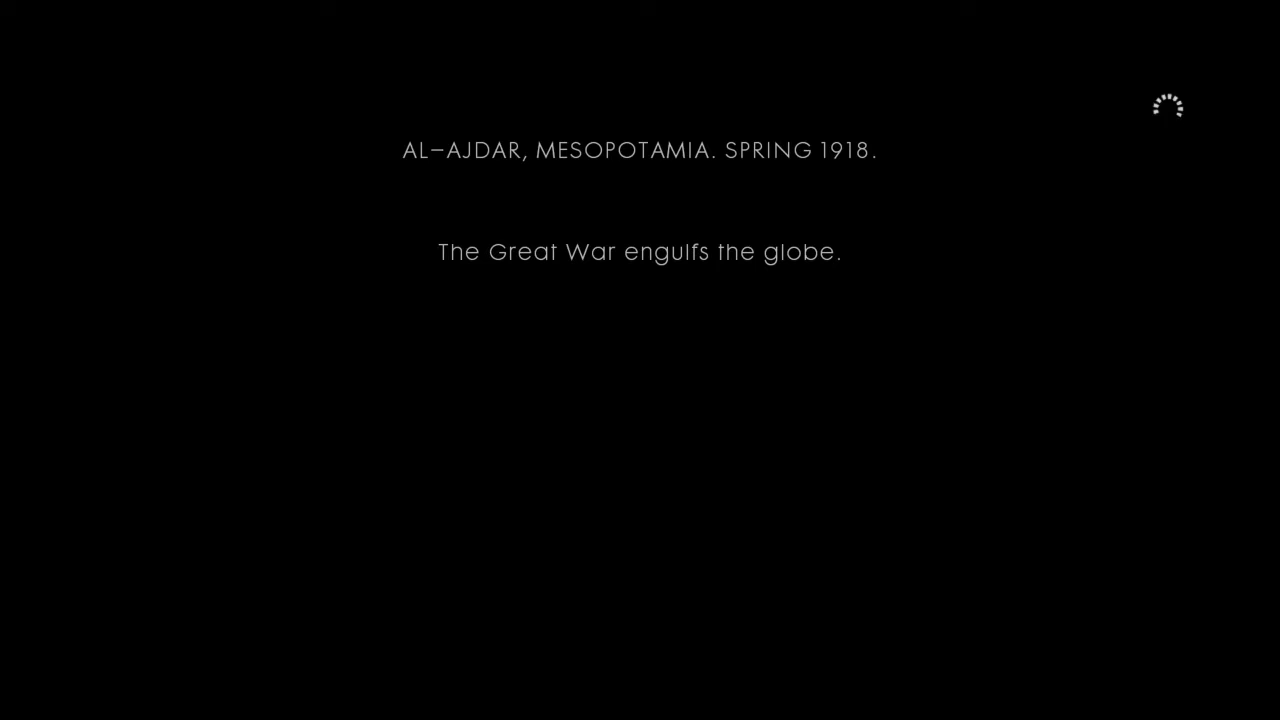 AL-AJDAR, MESOPOTAMIA. SPRING 1918.
The Great War engulfs the globe.